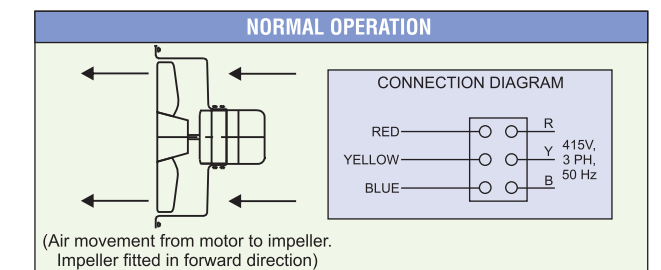 NORMAL OPERATION
CONNECTION DIAGRAM
RED
R
YELLOW
Y
BLUE
B
415V,
3 PH,
50 Hz
(Air movement from motor to impeller.
Impeller fitted in forward direction)